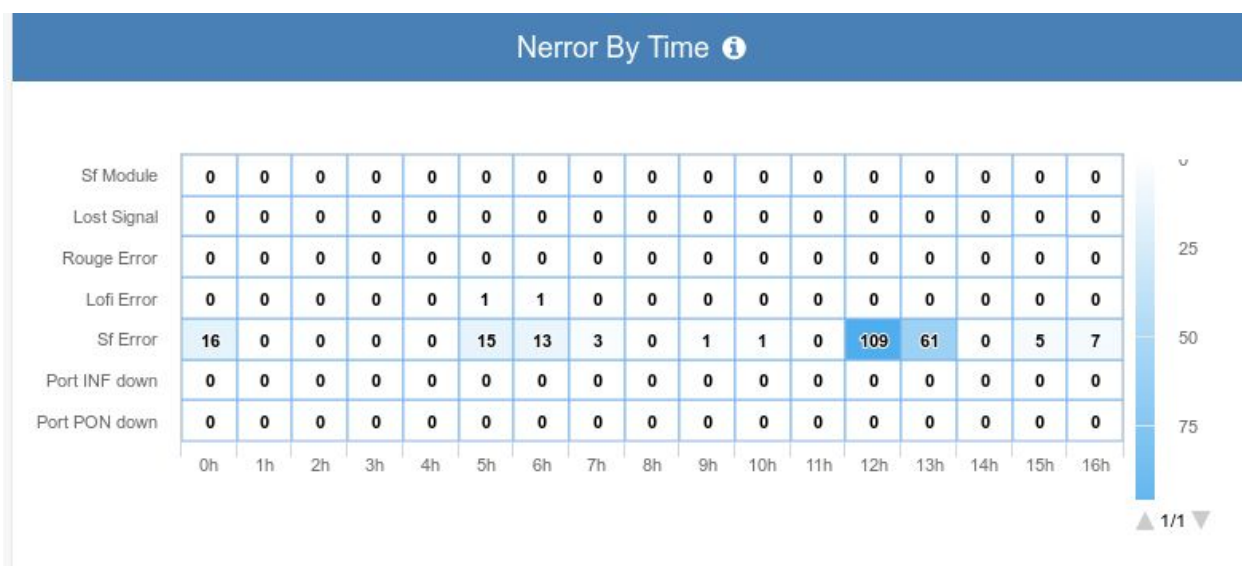 Nerror By Time
Sf Module 0 0 0 0 0 0 0 0 0 0 0 0 0 0 0 0 0
Lost Signal 0 0 0 0 0 0 0 0 0 0 0 0 0 0 0 0 0
Rouge Error 0 0 0 0 0 0 0 0 0 0 0 0 0 0 0 0 0
Lofi Error 0 0 0 0 0 1 1 0 0 0 0 0 0 0 0 0 0
Sf Error 16 0 0 0 0 15 13 3 0 1 1 0 109 61 0 5 7
Port INF down 0 0 0 0 0 0 0 0 0 0 0 0 0 0 0 0 0
Port PON down 0 0 0 0 0 0 0 0 0 0 0 0 0 0 0 0 0
0h 1h 2h 3h 4h 5h 6h 7h 8h 9h 10h 11h 12h 13h 14h 15h 16h
25
50
75
1/1